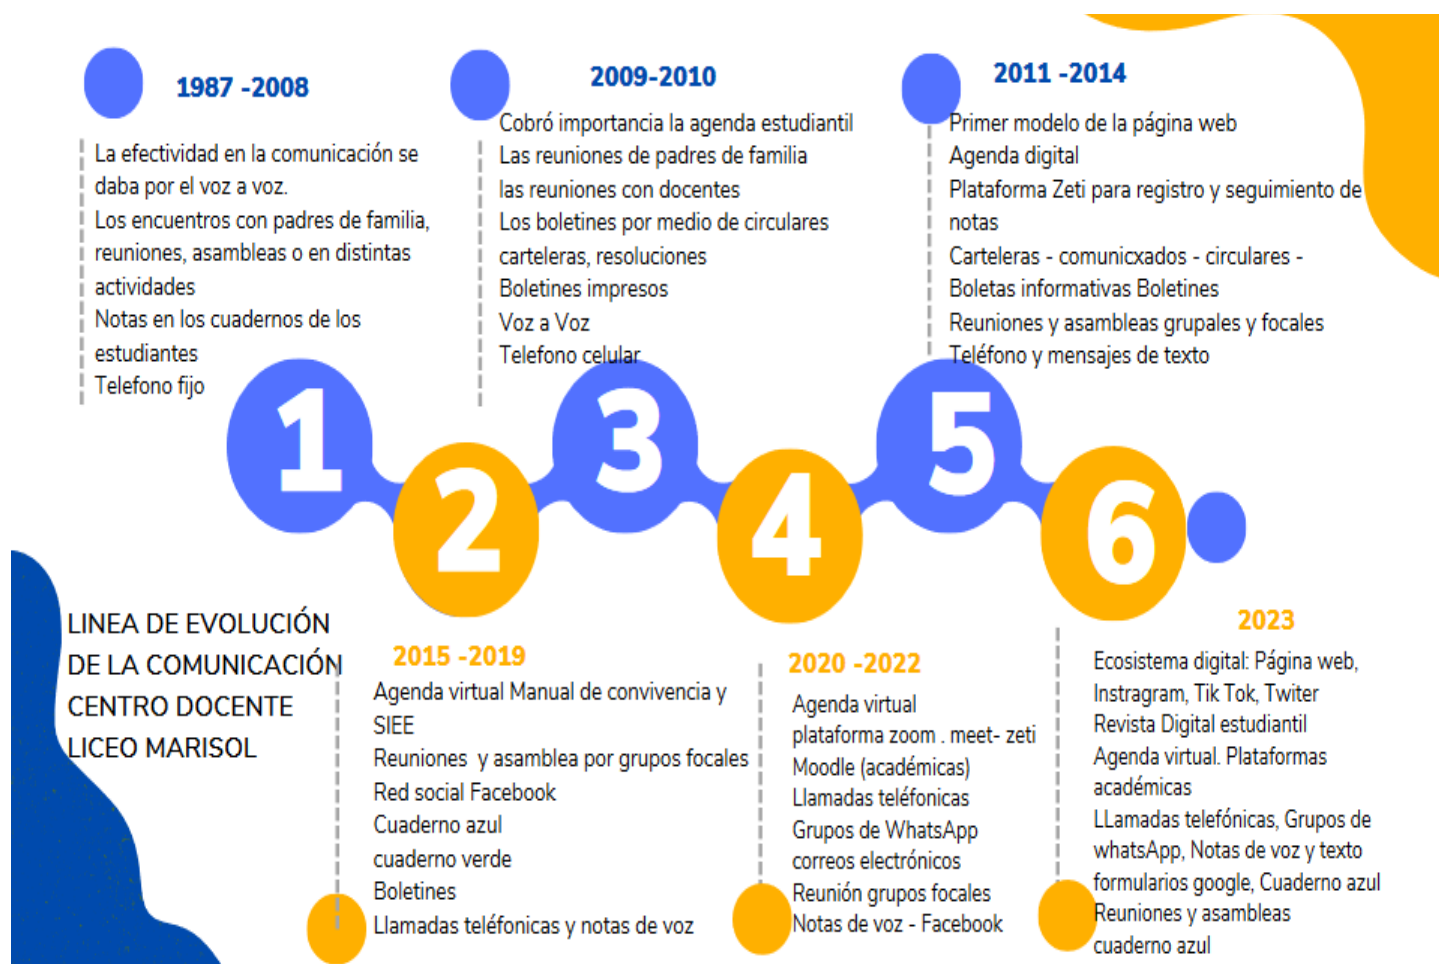 1987 -2008
La efectividad en la comunicación se
daba por el voz a voz.
Los encuentros con padres de familia,
reuniones, asambleas o en distintas
actividades
Notas en los cuadernos de los
estudiantes
Telefono fijo
2009-2010
Cobró importancia la agenda estudiantil
Las reuniones de padres de familia
las reuniones con docentes
Los boletines por medio de circulares
carteleras, resoluciones
Boletines impresos
Voz a Voz
Telefono celular
2011 -2014
Primer modelo de la página web
Agenda digital
Plataforma Zeti para registro y seguimiento de
notas
Carteleras - comunicxados - circulares -
Boletas informativas Boletines
Reuniones y asambleas grupales y focales
Teléfono y mensajes de texto
1
2
3
4
5
6
LINEA DE EVOLUCIÓN
DE LA COMUNICACIÓN
CENTRO DOCENTE
LICEO MARISOL
2015 -2019
Agenda virtual Manual de convivencia y
SIEE
Reuniones y asamblea por grupos focales
Red social Facebook
Cuaderno azul
cuaderno verde
Boletines
Llamadas teléfonicas y notas de voz
2020 -2022
Agenda virtual
plataforma zoom . meet- zeti
Moodle (académicas)
Llamadas teléfonicas
Grupos de WhatsApp
correos electrónicos
Reunión grupos focales
Notas de voz - Facebook
2023
Ecosistema digital: Página web,
Instragram, Tik Tok, Twiter
Revista Digital estudiantil
Agenda virtual. Plataformas
académicas
LLamadas telefónicas, Grupos de
whatsApp, Notas de voz y texto
formularios google, Cuaderno azul
Reuniones y asambleas
cuaderno azul